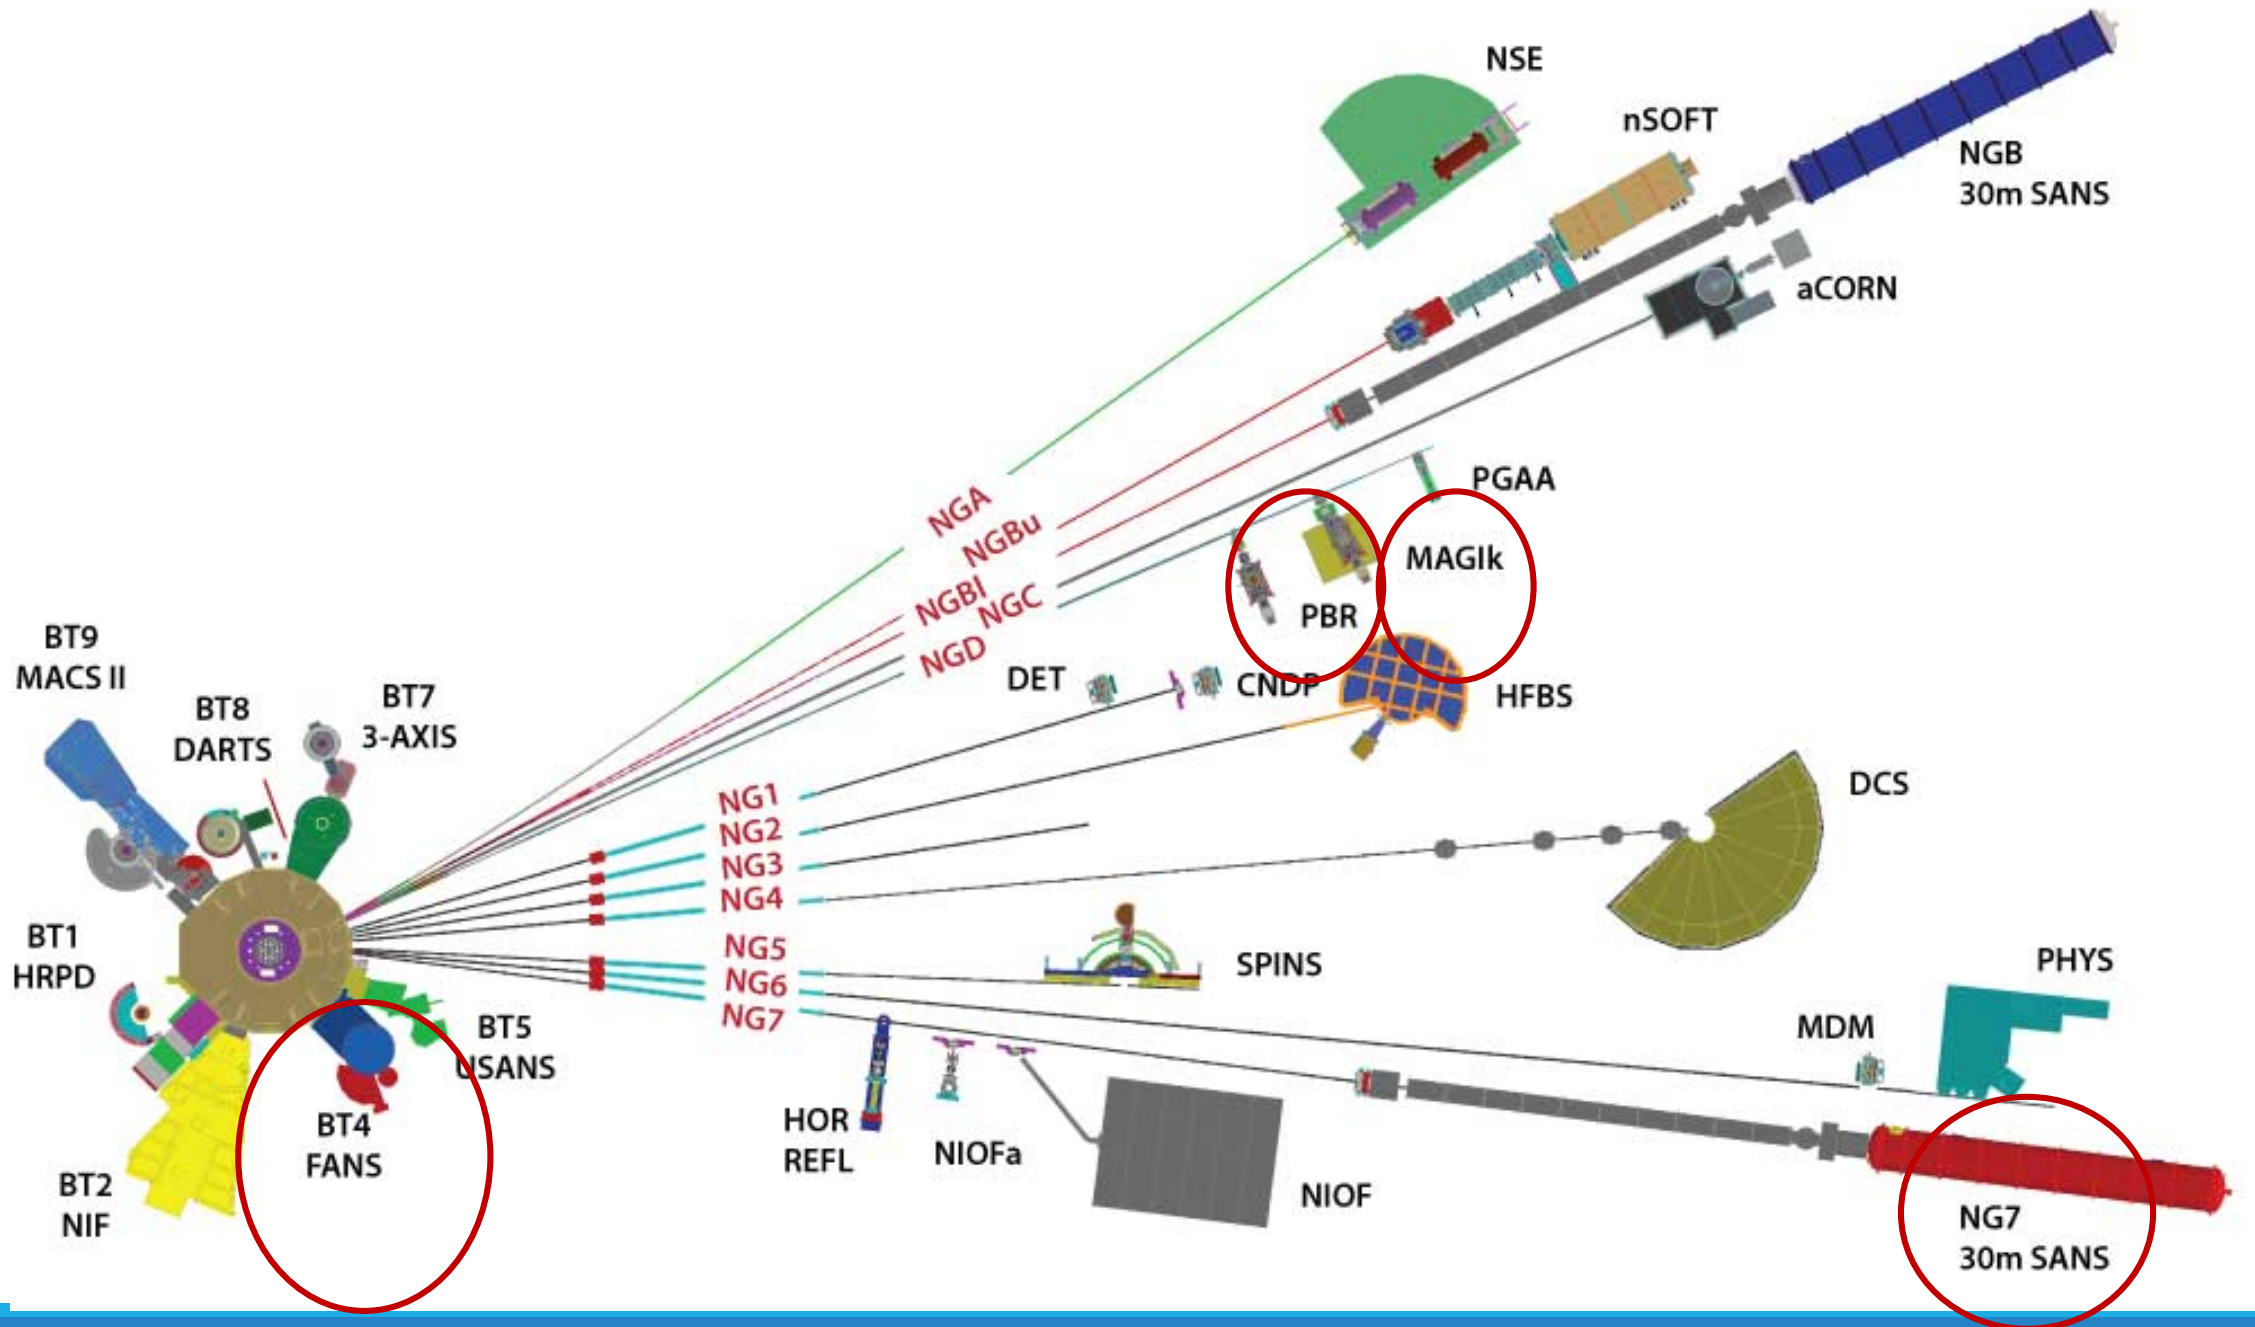 NSE
nSOFT
NGB
30m SANS
aCORN
PGAA
NGA
NGBu
MAGIk
NGBl
NGC
PBR
NGD
DET
CNDP
HFBS
BT9
MACS II
BT8
DARTS
BT7
3-AXIS
DCS
NG1
NG2
NG3
NG4
NG5
NG6
NG7
SPINS
PHYS
BT1
HRPD
MDM
BT5
USANS
BT4
FANS
HOR
REFL
NIOFa
NIOF
BT2
NIF
NG7
30m SANS